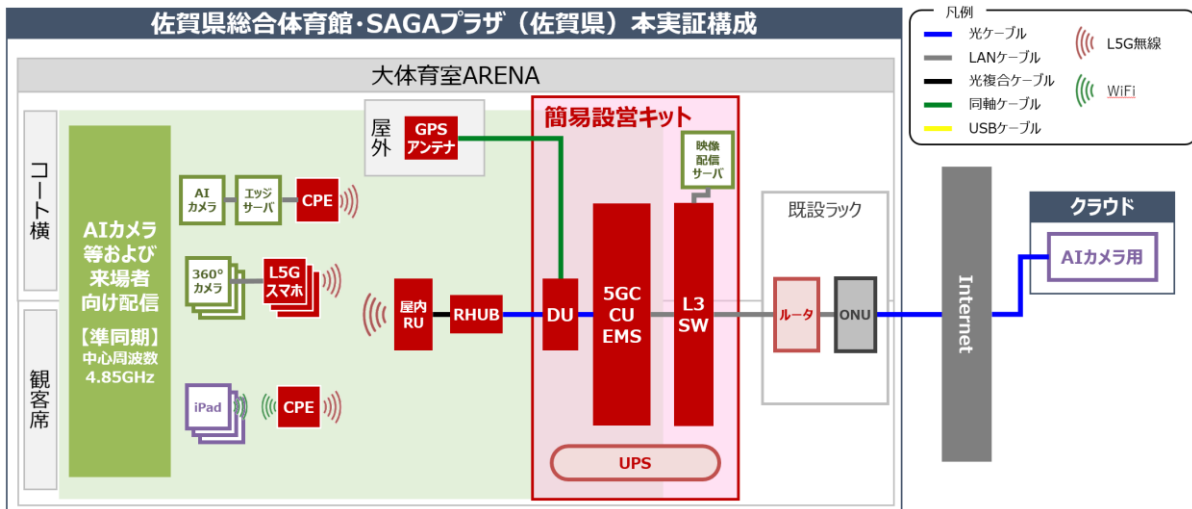 佐賀県総合体育館・SAGAプラザ（佐賀県）本実証構成
凡例
光ケーブル
LANケーブル
光複合ケーブル
同軸ケーブル
USBケーブル
L5G無線
WiFi
大体育室ARENA
コート横
観客席
AIカメラ
等および
来場者
向け配信
【準同期】
中心周波数
4.85GHz
屋外
GPS
アンテナ
AI
カメラ
エッジ
サーバ
CPE
360°
カメラ
L5G
スマホ
iPad
CPE
屋内
RU
RHUB
簡易設営キット
DU
5GC
CU
EMS
映像
配信
サーバ
L3
SW
UPS
既設ラック
ルータ
ONU
Internet
クラウド
AIカメラ用